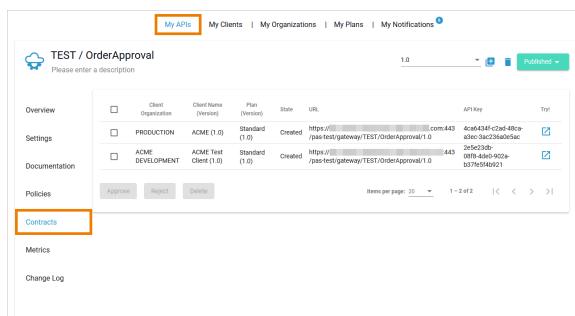 My APIs My Clients | My Organizations | My Plans | My Notifications
TEST / OrderApproval
Please enter a description
1.0
Published
Overview
Settings
Documentation
Policies
Contracts
Metrics
Change Log
Client Organization Client Name (Version) Plan (Version) State URL API Key Try!
PRODUCTION ACME (1.0) Standard (1.0) Created https:// .com:443 /pas-test/gateway/TEST/OrderApproval/1.0 4ca6434f-c2ad-48ca-a3ec-3ac236a0e5ac
ACME DEVELOPMENT ACME Test Client (1.0) Standard (1.0) Created https:// 443 /pas-test/gateway/TEST/OrderApproval/1.0 2e5e23db-08f8-4de0-902a-b37fe5f4b921
Approve Reject Delete Items per page: 20 1 – 2 of 2